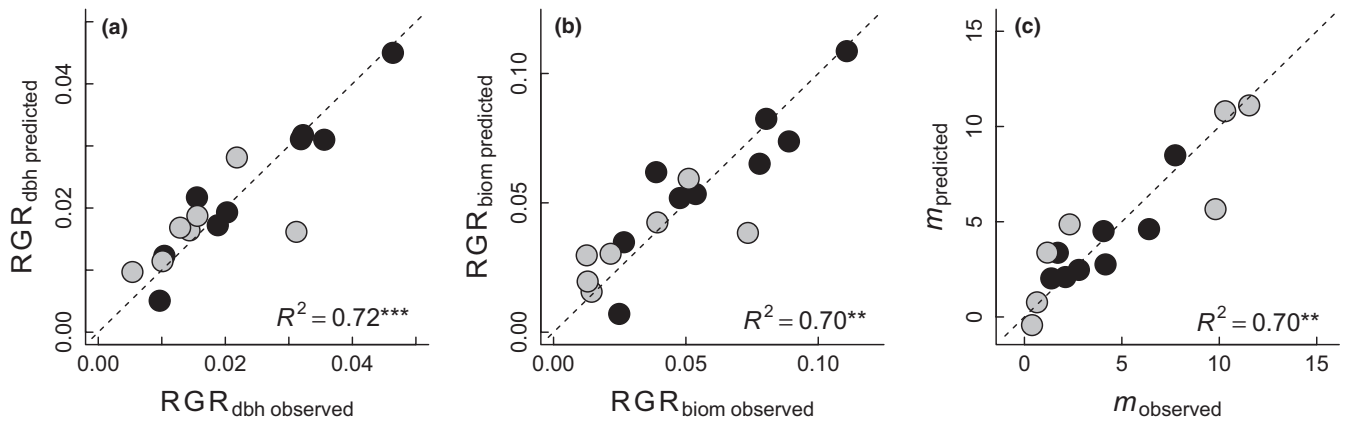 (a)
RGRdbh predicted
0.04
0.02
0.00
0.00 0.02 0.04
R² = 0.72***
RGRdbh observed
(b)
RGRbiom predicted
0.10
0.05
0.00
0.00 0.05 0.10
R² = 0.70**
RGRbiom observed
(c)
mpredicted
15
10
5
0
0 5 10 15
R² = 0.70**
mobserved